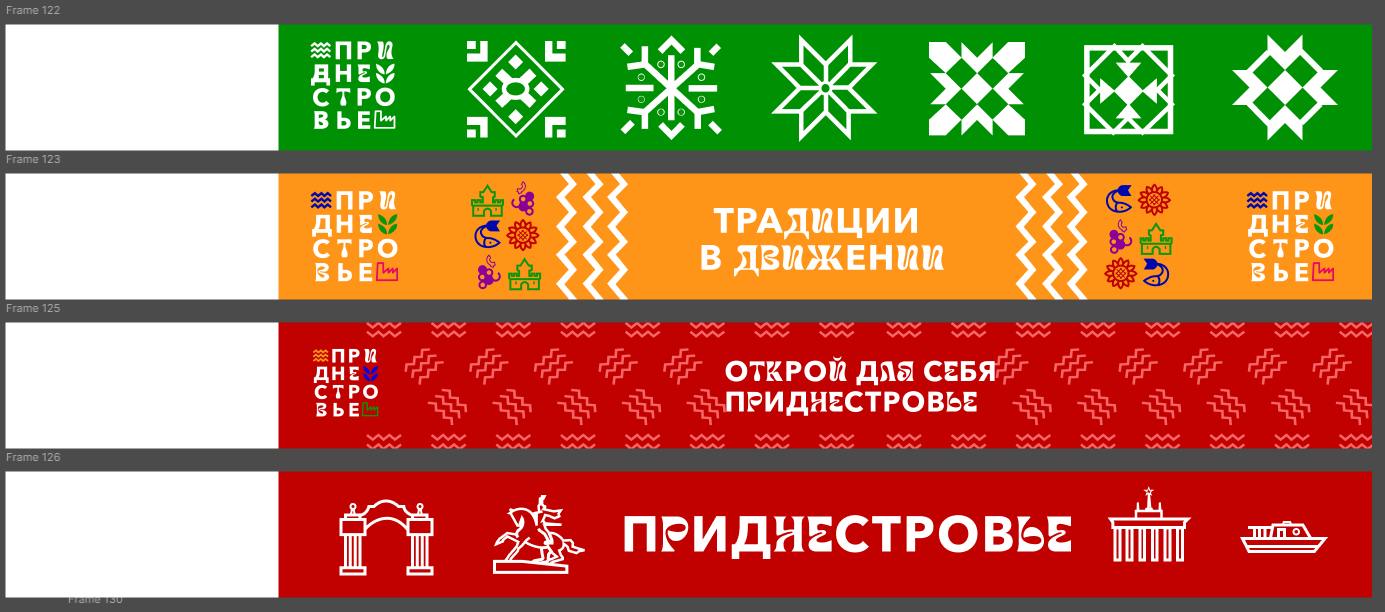 Frame 122
ПРИ
ДНЕ
СТРО
ВЬЕ
Frame 123
ПРИ
ДНЕ
СТРО
ВЬЕ
ТРАДИЦИИ
В ДВИЖЕНИИ
ПРИ
ДНЕ
СТРО
ВЬЕ
Frame 125
ПРИ
ДНЕ
СТРО
ВЬЕ
ОТКРОЙ ДЛЯ СЕБЯ
ПРИДНЕСТРОВЬЕ
Frame 126
ПРИДНЕСТРОВЬЕ
Frame 130